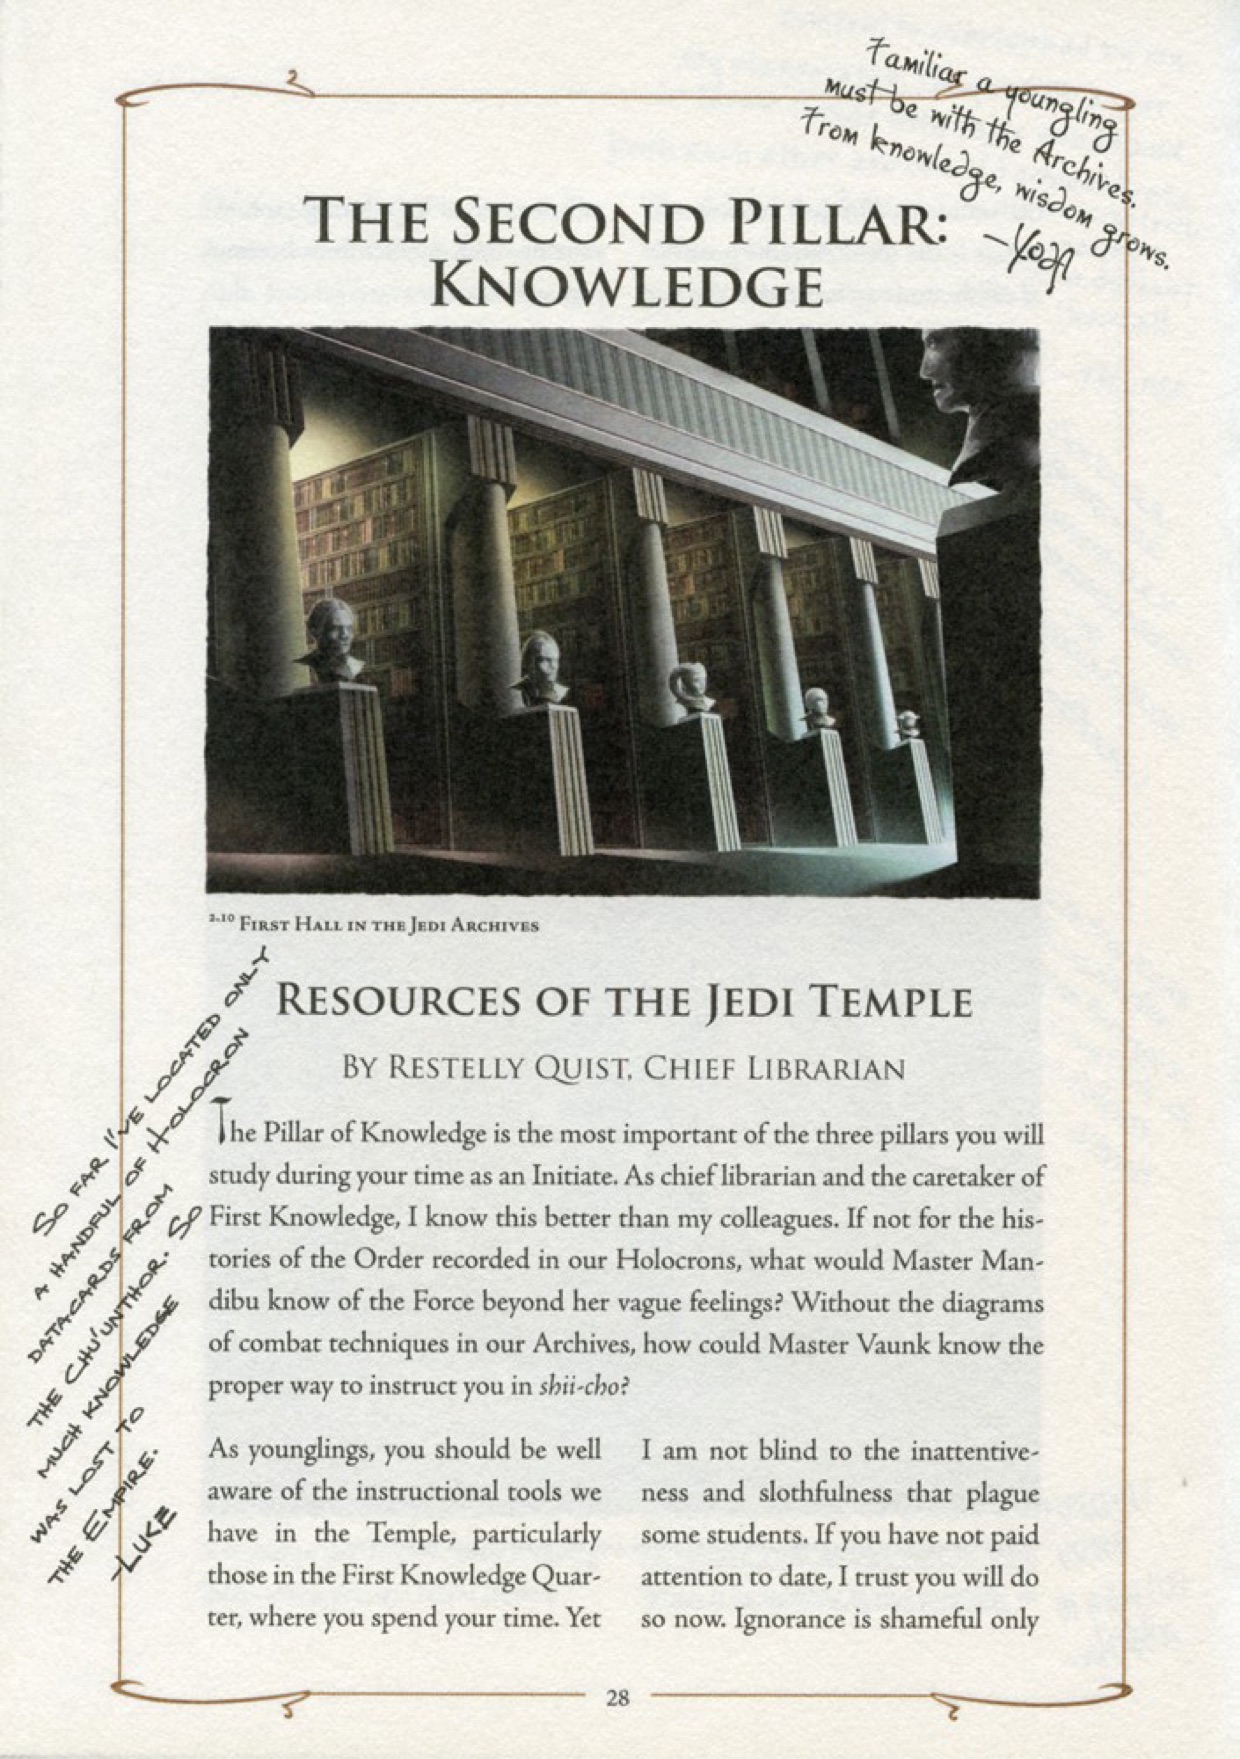 Familiar a youngling
must be with the Archives.
From knowledge, wisdom grows.
-Yoda
THE SECOND PILLAR:
KNOWLEDGE
2-10 FIRST HALL IN THE JEDI ARCHIVES
RESOURCES OF THE JEDI TEMPLE
BY RESTELLY QUIST, CHIEF LIBRARIAN
The Pillar of Knowledge is the most important of the three pillars you will
study during your time as an Initiate. As chief librarian and the caretaker of
First Knowledge, I know this better than my colleagues. If not for the his-
tories of the Order recorded in our Holocrons, what would Master Man-
dibu know of the Force beyond her vague feelings? Without the diagrams
of combat techniques in our Archives, how could Master Vaunk know the
proper way to instruct you in shii-cho?
As younglings, you should be well
aware of the instructional tools we
have in the Temple, particularly
those in the First Knowledge Quar-
ter, where you spend your time. Yet
I am not blind to the inattentive-
ness and slothfulness that plague
some students. If you have not paid
attention to date, I trust you will do
so now. Ignorance is shameful only
SO FAR I'VE LOCATED ONLY
A HANDFUL OF HOLOCRON
DATACARDS FROM
THE CHU'UNTHOR. SO
MUCH KNOWLEDGE
WAS LOST TO
THE EMPIRE.
-LUKE
28